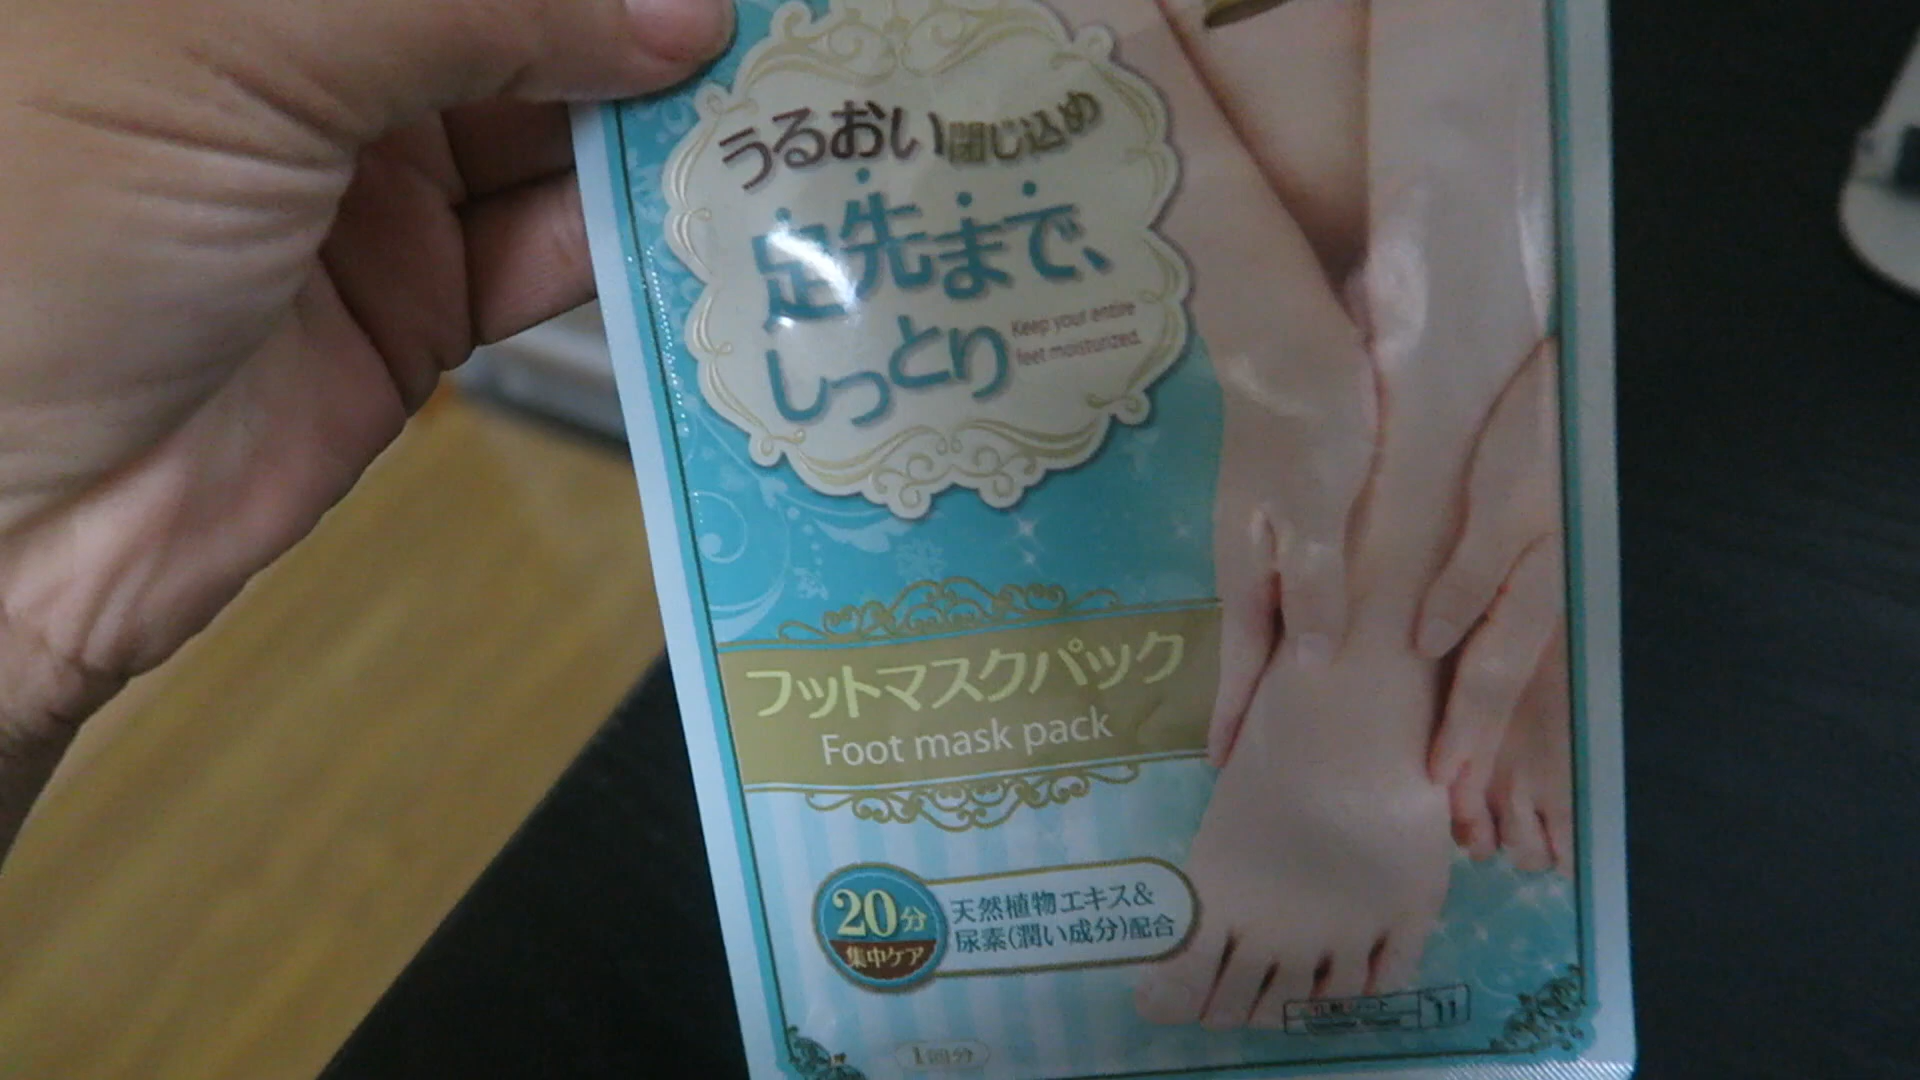 うるおい閉じ込め
足先まで、
しっとり
Keep your entire
feet moisturized.
フットマスクパック
Foot mask pack
20分
集中ケア
天然植物エキス&
尿素(潤い成分)配合
11
1回分